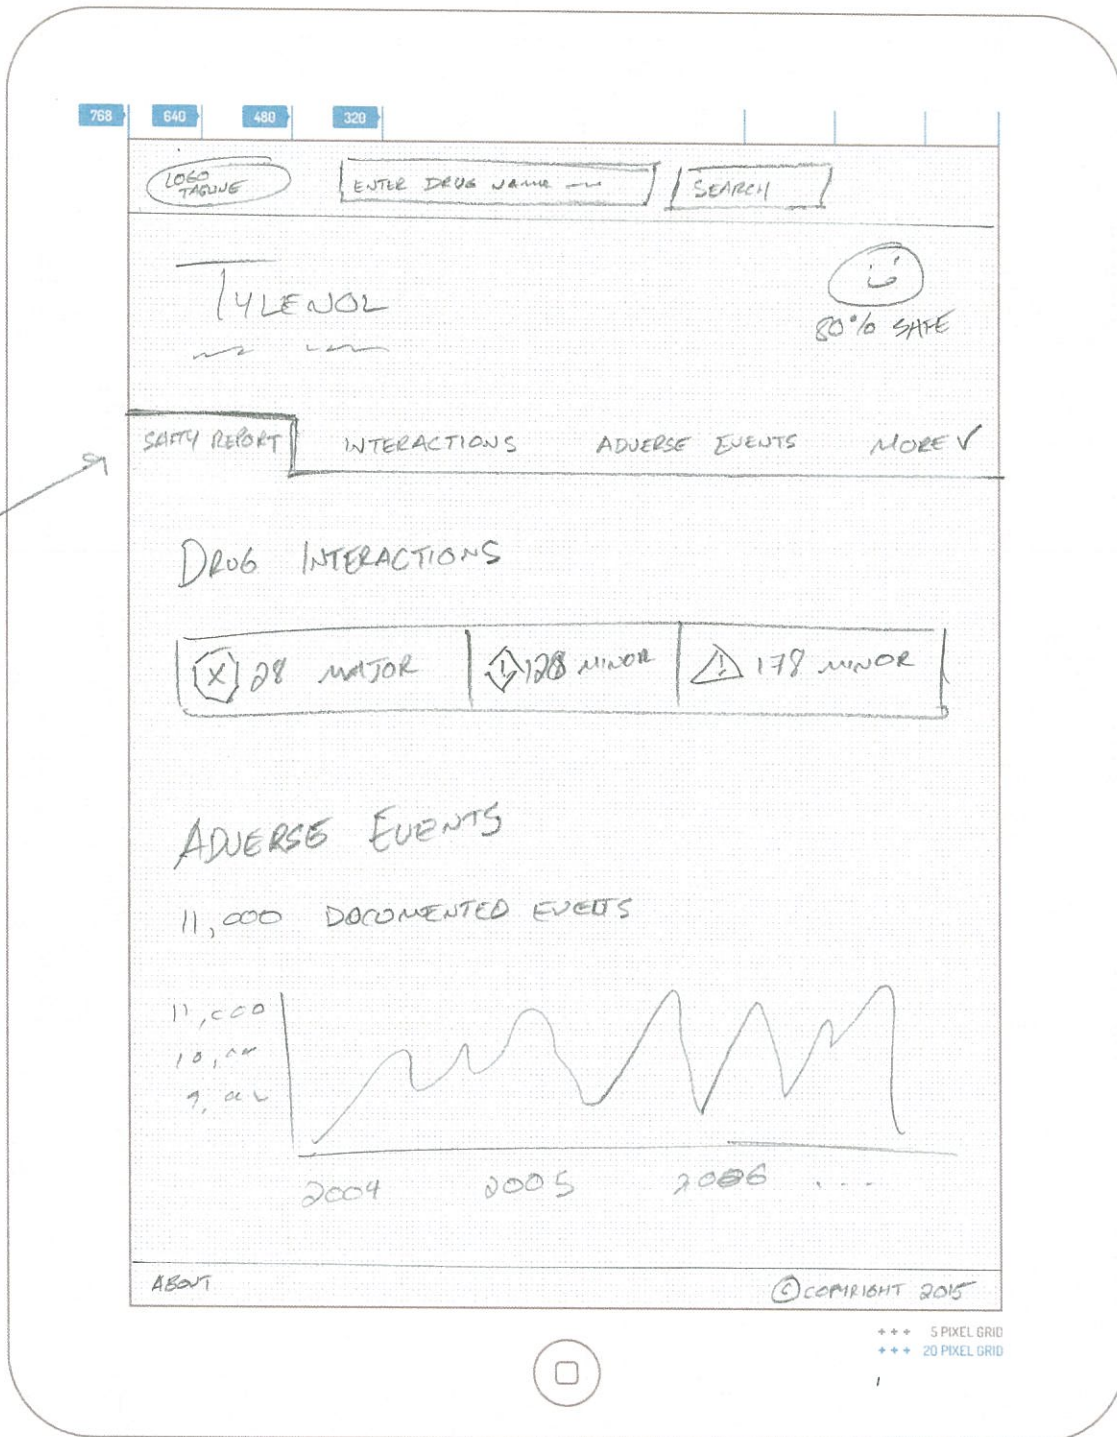 768 640 480 320
LOGO
TAGLINE
ENTER DRUG NAME
SEARCH
TYLENOL
80% SAFE
SAFTY REPORT INTERACTIONS ADVERSE EVENTS MORE
DRUG INTERACTIONS
28 MAJOR 128 MINOR 178 MINOR
ADVERSE EVENTS
11,000 DOCUMENTED EVENTS
11,000
2004 2005 2006 ...
ABOUT © COPYRIGHT 2015
5 PIXEL GRID
20 PIXEL GRID